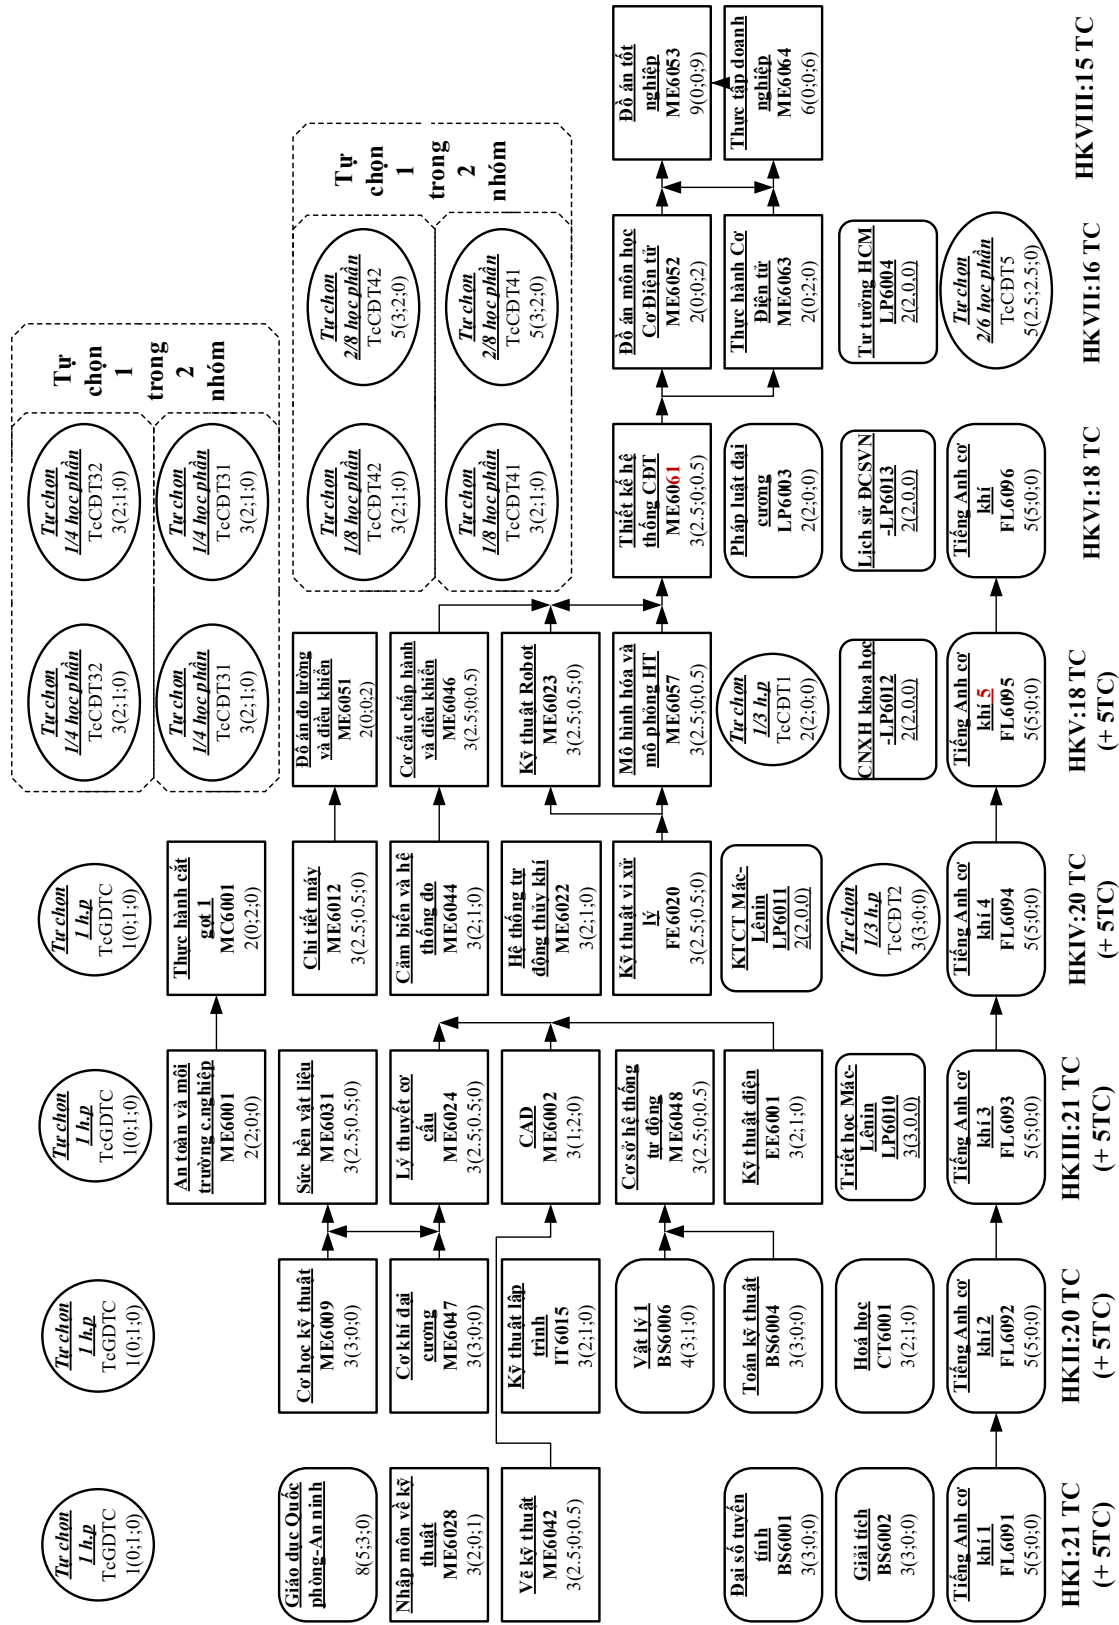 Tự chọn
1 h.p
TcGDTC
1(0;1;0)
Giáo dục Quốc
phòng-An ninh
8(5;3;0)
Nhập môn về kỹ
thuật
ME6028
3(2;0;1)
Vẽ kỹ thuật
ME6042
3(2.5;0;0.5)
Đại số tuyến
tính
BS6001
3(3;0;0)
Giải tích
BS6002
3(3;0;0)
Tiếng Anh cơ
khí 1
FL6091
5(5;0;0)
HKI:21 TC
(+ 5TC)
Tự chọn
1 h.p
TcGDTC
1(0;1;0)
Cơ học kỹ thuật
ME6009
3(3;0;0)
Cơ khí đại
cương
ME6047
3(3;0;0)
Kỹ thuật lập
trình
IT6015
3(2;1;0)
Vật lý 1
BS6006
4(3;1;0)
Toán kỹ thuật
BS6004
3(3;0;0)
Hoá học
CT6001
3(2;1;0)
Tiếng Anh cơ
khí 2
FL6092
5(5;0;0)
HKII:20 TC
(+ 5TC)
Tự chọn
1 h.p
TcGDTC
1(0;1;0)
An toàn và môi
trường c.nghiệp
ME6001
2(2;0;0)
Sức bền vật liệu
ME6031
3(2.5;0.5;0)
Lý thuyết cơ
cấu
ME6024
3(2.5;0.5;0)
CAD
ME6002
3(1;2;0)
Cơ sở hệ thống
tự động
ME6048
3(2.5;0;0.5)
Kỹ thuật điện
EE6001
3(2;1;0)
Triết học Mác-
Lênin
LP6010
3(3,0,0)
Tiếng Anh cơ
khí 3
FL6093
5(5;0;0)
HKIII:21 TC
(+ 5TC)
Tự chọn
1 h.p
TcGDTC
1(0;1;0)
Thực hành cắt
gọt 1
MC6001
2(0;2;0)
Chi tiết máy
ME6012
3(2.5;0.5;0)
Cảm biến và hệ
thống đo
ME6044
3(2;1;0)
Hệ thống tự
động thủy khí
ME6022
3(2;1;0)
Kỹ thuật vi xử
lý
FE6020
3(2.5;0.5;0)
KTCT Mác-
Lênin
LP6011
2(2,0,0)
Tự chọn
1/3 h.p
TcCĐT2
3(3;0;0)
Tiếng Anh cơ
khí 4
FL6094
5(5;0;0)
HKIV:20 TC
(+ 5TC)
Tự chọn
1/4 học phần
TcCĐT32
3(2;1;0)
Tự chọn
1/4 học phần
TcCĐT31
3(2;1;0)
Đồ án đo lường
và điều khiển
ME6051
2(0;0;2)
Cơ cấu chấp hành
và điều khiển
ME6046
3(2.5;0;0.5)
Kỹ thuật Robot
ME6023
3(2.5;0.5;0)
Mô hình hóa và
mô phỏng HT
ME6057
3(2.5;0;0.5)
Tự chọn
1/3 h.p
TcCĐT1
2(2;0;0)
CNXH khoa học
-LP6012
2(2,0,0)
Tiếng Anh cơ
khí 5
FL6095
5(5;0;0)
HKV:18 TC
(+ 5TC)
Tự chọn
1/4 học phần
TcCĐT32
3(2;1;0)
Tự chọn
1/4 học phần
TcCĐT31
3(2;1;0)
Tự
chọn
1
trong
2
nhóm
Tự chọn
1/8 học phần
TcCĐT42
3(2;1;0)
Tự chọn
1/8 học phần
TcCĐT41
3(2;1;0)
Thiết kế hệ
thống CĐT
ME6061
3(2.5;0;0.5)
Pháp luật đại
cương
LP6003
2(2;0;0)
Lịch sử ĐCSVN
-LP6013
2(2,0,0)
Tiếng Anh cơ
khí
FL6096
5(5;0;0)
HKVI:18 TC
Tự chọn
2/8 học phần
TcCĐT42
5(3;2;0)
Tự chọn
2/8 học phần
TcCĐT41
5(3;2;0)
Tự
chọn
1
trong
2
nhóm
Đồ án môn học
Cơ Điện tử
ME6052
2(0;0;2)
Thực hành Cơ
Điện tử
ME6063
2(0;2;0)
Tư tưởng HCM
LP6004
2(2,0,0)
Tự chọn
2/6 học phần
TcCĐT5
5(2.5;2.5;0)
HKVII:16 TC
Đồ án tốt
nghiệp
ME6053
9(0;0;9)
Thực tập doanh
nghiệp
ME6064
6(0;0;6)
HKVIII:15 TC